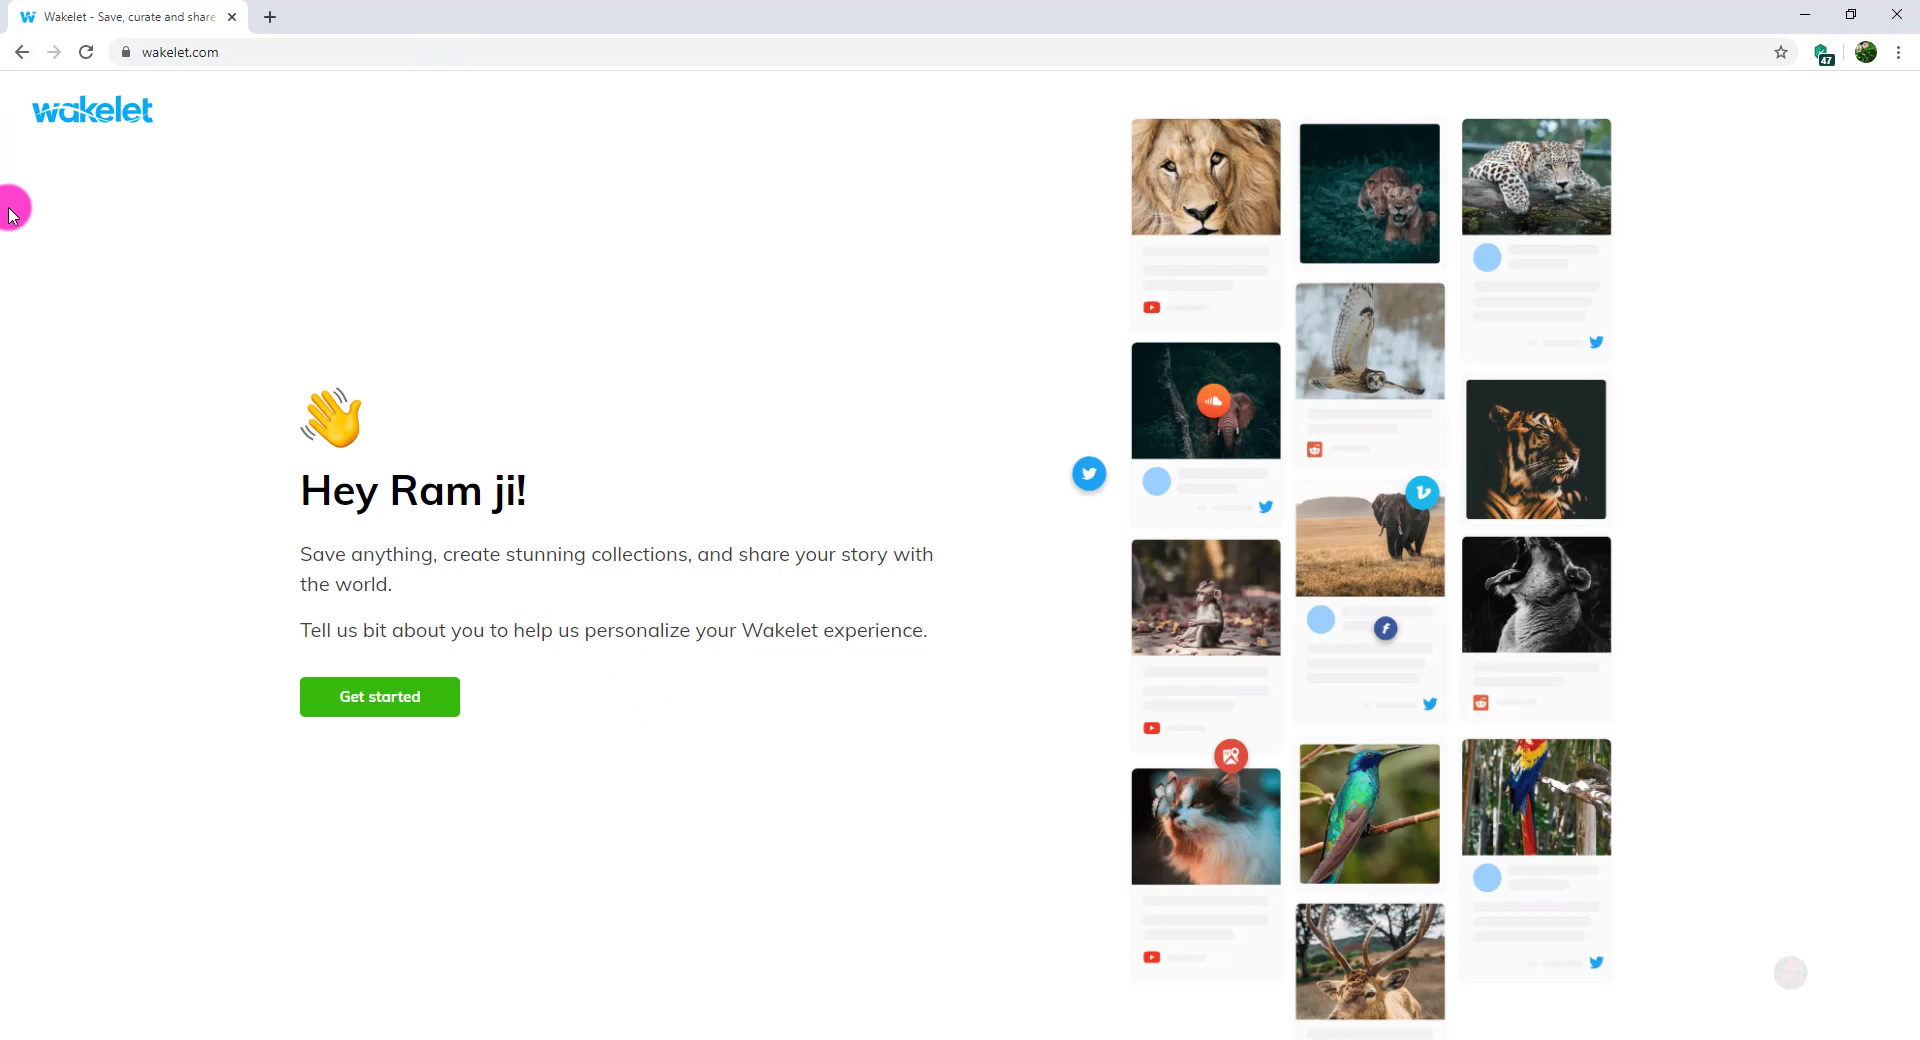 Wakelet - Save, curate and share
wakelet.com
47
wakelet
Hey Ram ji!
Save anything, create stunning collections, and share your story with
the world.
Tell us bit about you to help us personalize your Wakelet experience.
Get started